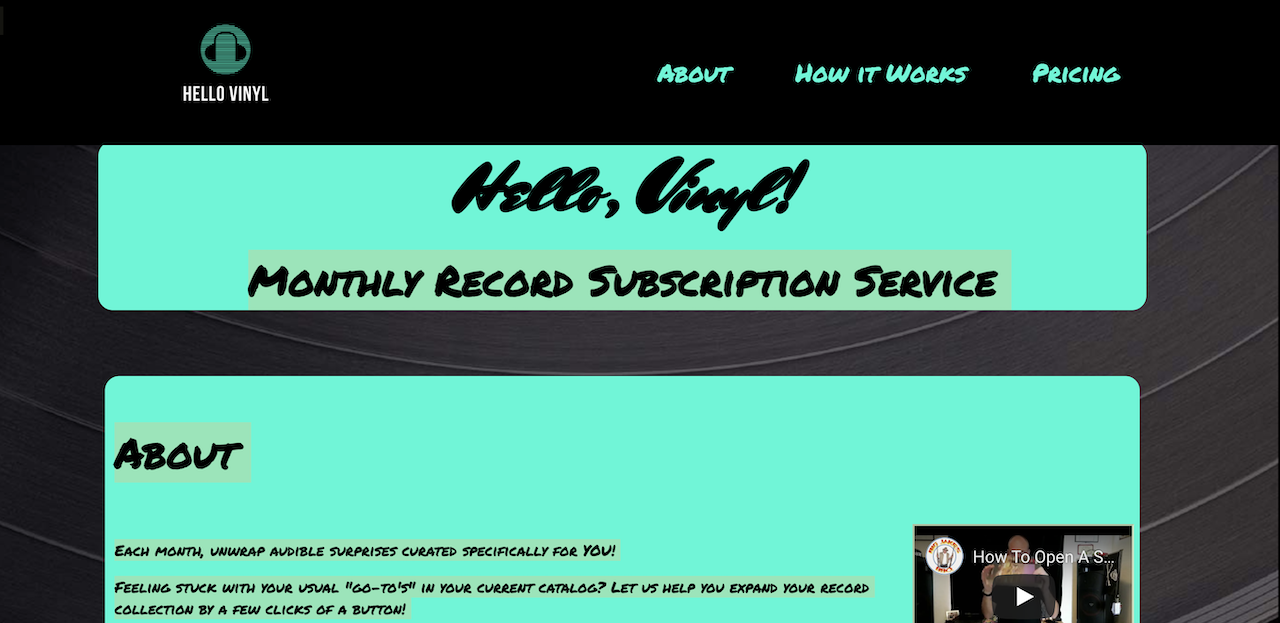 HELLO VINYL
About
How it Works
Pricing
Hello, Vinyl!
Monthly Record Subscription Service
About
Each month, unwrap audible surprises curated specifically for YOU!
Feeling stuck with your usual "go-to's" in your current catalog? Let us help you expand your record
collection by a few clicks of a button!
How To Open A S...